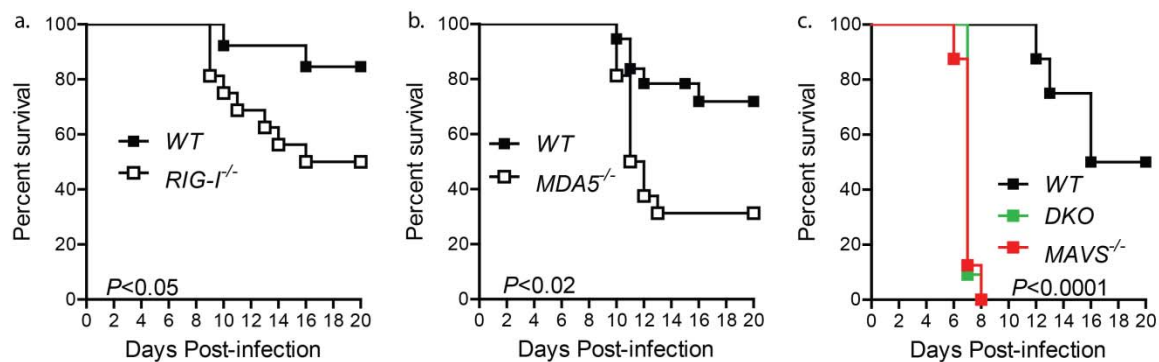 a.
Percent survival
100
80
60
40
20
0
WT
RIG-I-/-
P<0.05
0 2 4 6 8 10 12 14 16 18 20
Days Post-infection
b.
Percent survival
100
80
60
40
20
0
WT
MDA5-/-
P<0.02
0 2 4 6 8 10 12 14 16 18 20
Days Post-infection
c.
Percent survival
100
80
60
40
20
0
WT
DKO
MAVS-/-
P<0.0001
0 2 4 6 8 10 12 14 16 18 20
Days Post-infection